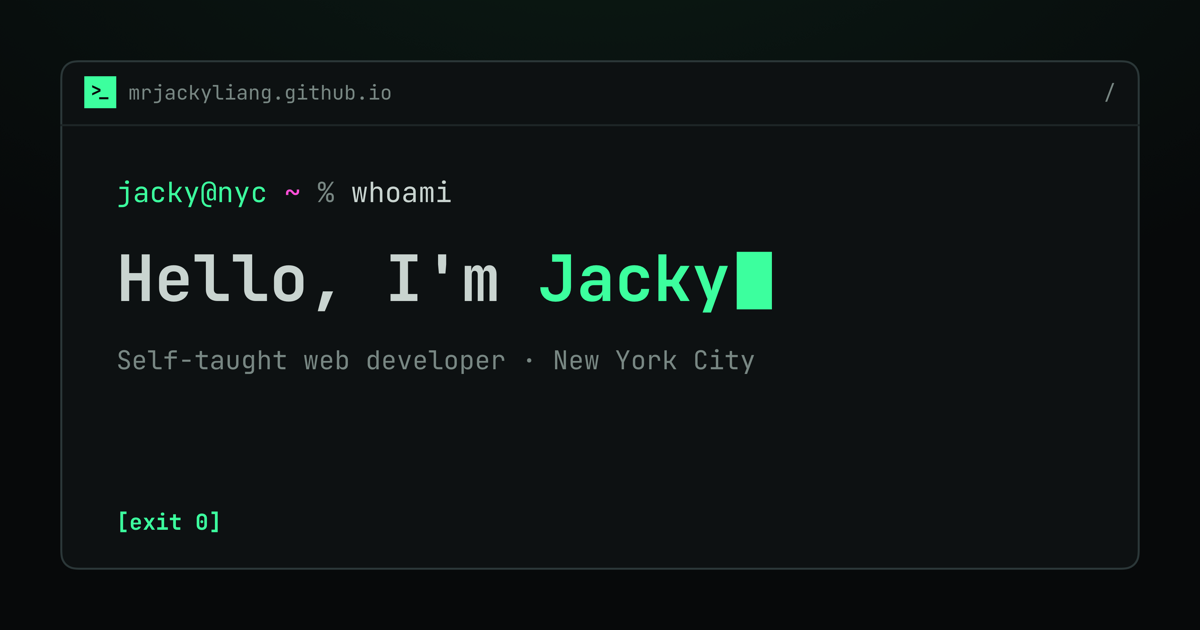 >_ mrjackyliang.github.io /
jacky@nyc ~ % whoami
Hello, I'm Jacky
Self-taught web developer · New York City
[exit 0]